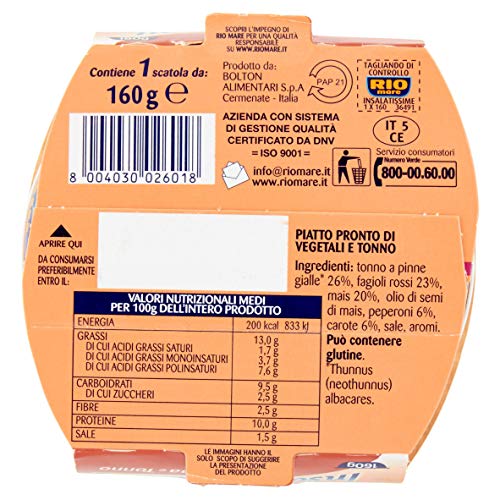 SCOPRI L'IMPEGNO DI
RIO MARE PER UNA QUALITÀ
RESPONSABILE SU
WWW.RIOMARE.IT
Contiene 1 scatola da:
160 g ℮
Prodotto da:
BOLTON
ALIMENTARI S.p.A
Cermenate - Italia
PAP 21
TAGLIANDO DI
CONTROLLO
RIO
mare
INSALATISSIME
1 X 160 36491
AZIENDA CON SISTEMA
DI GESTIONE QUALITÀ
CERTIFICATO DA DNV
= ISO 9001 =
IT 5
CE
info@riomare.it
www.riomare.it
Servizio consumatori
Numero Verde
800-00.60.00
8 004030 026018
APRIRE QUI
DA CONSUMARSI
PREFERIBILMENTE
ENTRO IL:
VALORI NUTRIZIONALI MEDI
PER 100g DELL'INTERO PRODOTTO
ENERGIA 200 kcal 833 kJ
GRASSI 13,0 g
DI CUI ACIDI GRASSI SATURI 1,7 g
DI CUI ACIDI GRASSI MONOINSATURI 3,7 g
DI CUI ACIDI GRASSI POLINSATURI 7,6 g
CARBOIDRATI 9,5 g
DI CUI ZUCCHERI 2,5 g
FIBRE 2,5 g
PROTEINE 10,0 g
SALE 1,5 g
PIATTO PRONTO DI
VEGETALI E TONNO
Ingredienti: tonno a pinne
gialle* 26%, fagioli rossi 23%,
mais 20%, olio di semi
di mais, peperoni 6%,
carote 6%, sale, aromi.
Può contenere
glutine.
*Thunnus
(neothunnus)
albacares.
LE IMMAGINI HANNO IL
SOLO SCOPO DI SUGGERIRE
LA PRESENTAZIONE
DEL PRODOTTO
160g